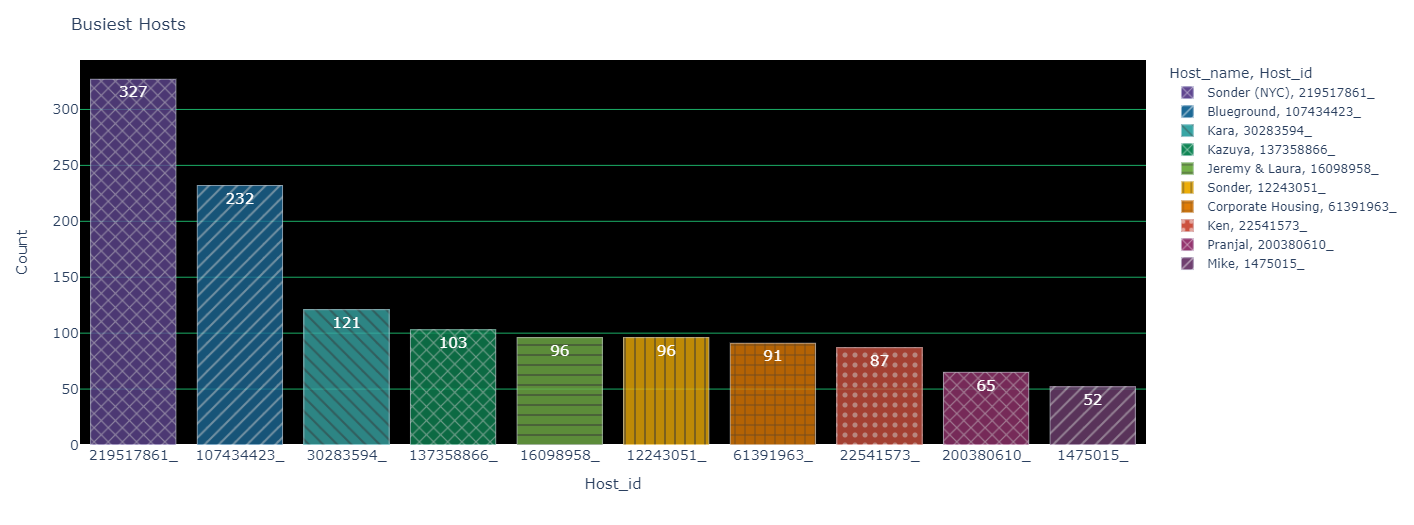 Busiest Hosts
Count
300
250
200
150
100
50
0
327
232
121
103
96
96
91
87
65
52
219517861_
107434423_
30283594_
137358866_
16098958_
12243051_
61391963_
22541573_
200380610_
1475015_
Host_id
Host_name, Host_id
Sonder (NYC), 219517861_
Blueground, 107434423_
Kara, 30283594_
Kazuya, 137358866_
Jeremy & Laura, 16098958_
Sonder, 12243051_
Corporate Housing, 61391963_
Ken, 22541573_
Pranjal, 200380610_
Mike, 1475015_